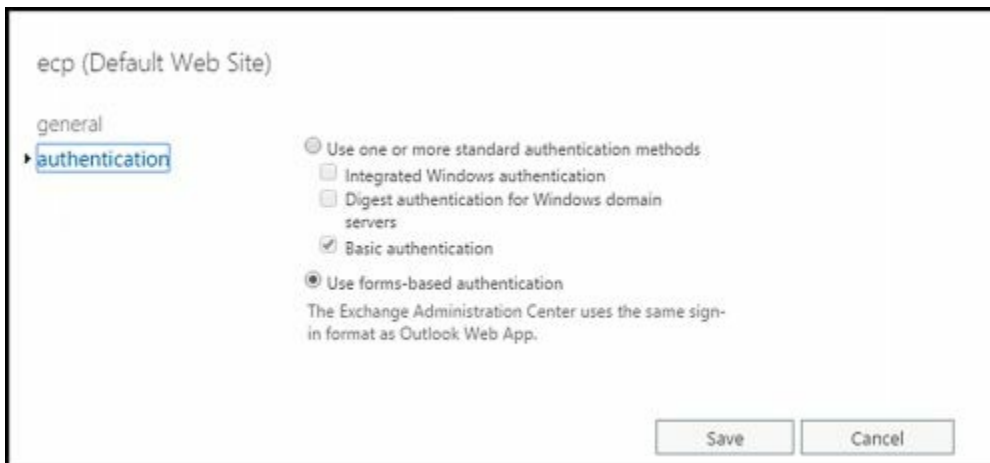 ecp (Default Web Site)
general
authentication
Use one or more standard authentication methods
Integrated Windows authentication
Digest authentication for Windows domain
servers
Basic authentication
Use forms-based authentication
The Exchange Administration Center uses the same sign-
in format as Outlook Web App.
Save Cancel